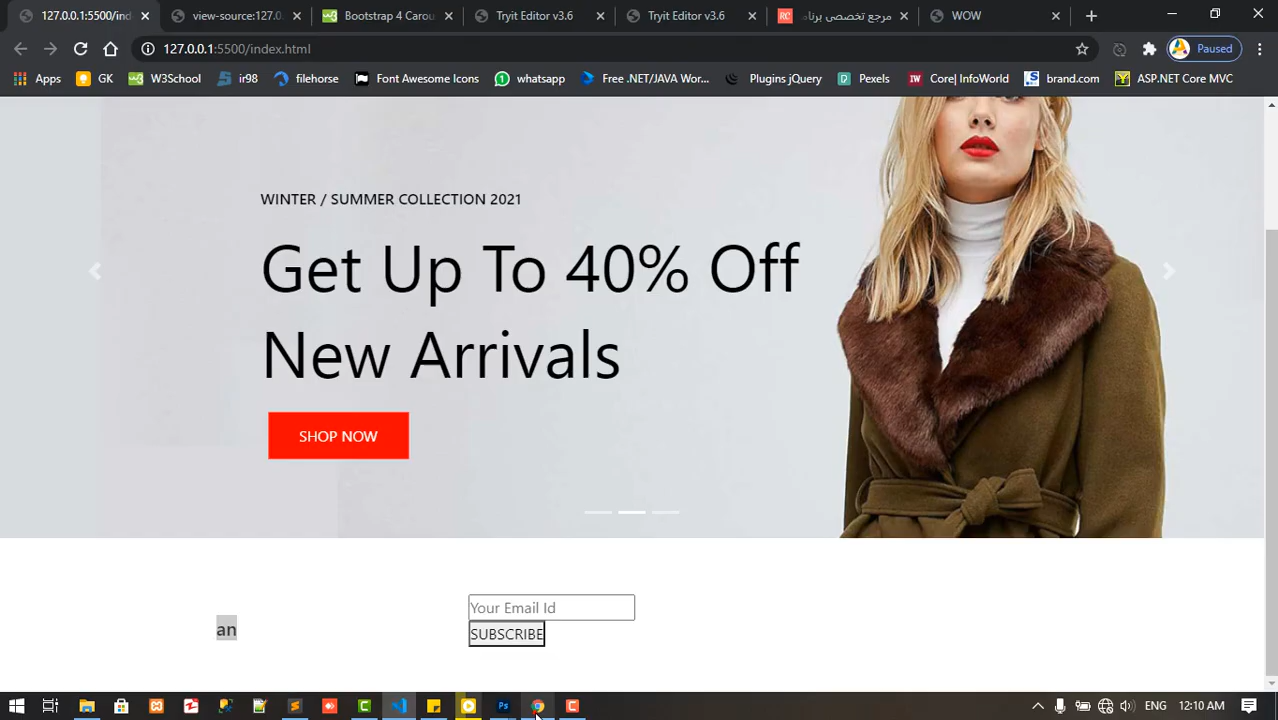 127.0.0.1:5500/ind
view-source:127.0.
Bootstrap 4 Carou
Tryit Editor v3.6
Tryit Editor v3.6
مرجع تخصصی برنام
WOW
127.0.0.1:5500/index.html
Paused
Apps
GK
W3School
ir98
filehorse
Font Awesome Icons
whatsapp
Free .NET/JAVA Wor...
Plugins jQuery
Pexels
Core| InfoWorld
brand.com
ASP.NET Core MVC
WINTER / SUMMER COLLECTION 2021
Get Up To 40% Off
New Arrivals
SHOP NOW
Your Email Id
an
SUBSCRIBE
ENG
12:10 AM